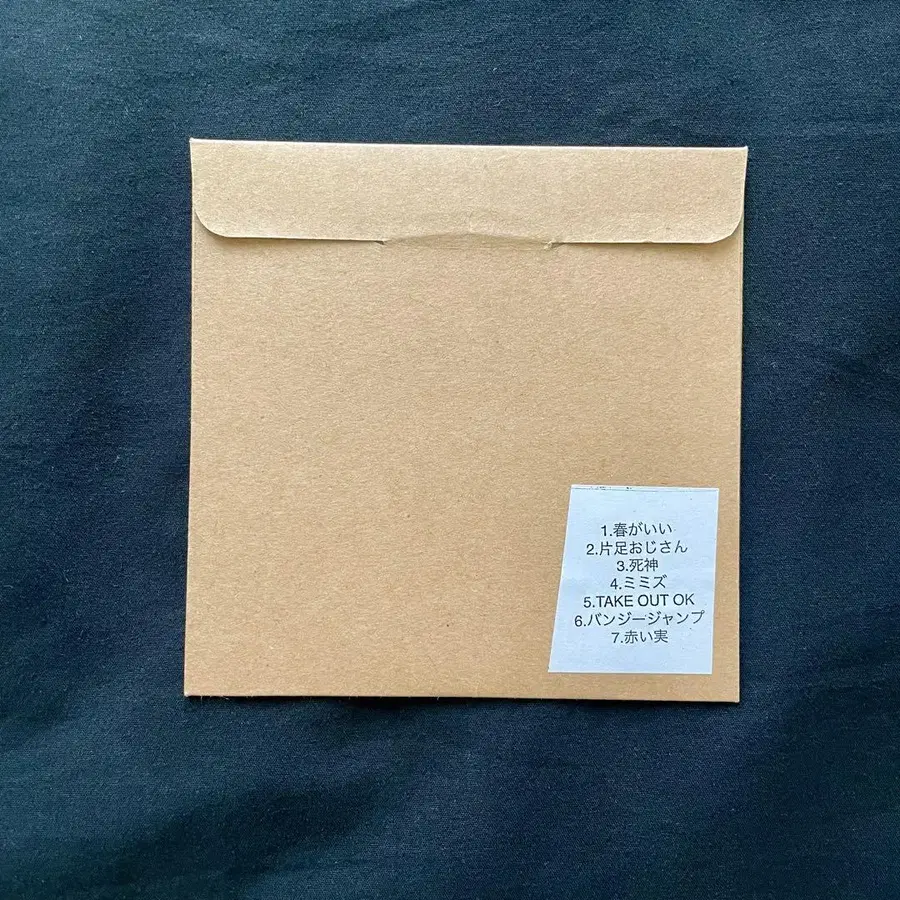 1.春がいい
2.片足おじさん
3.死神
4.ミミズ
5.TAKE OUT OK
6.バンジージャンプ
7.赤い実